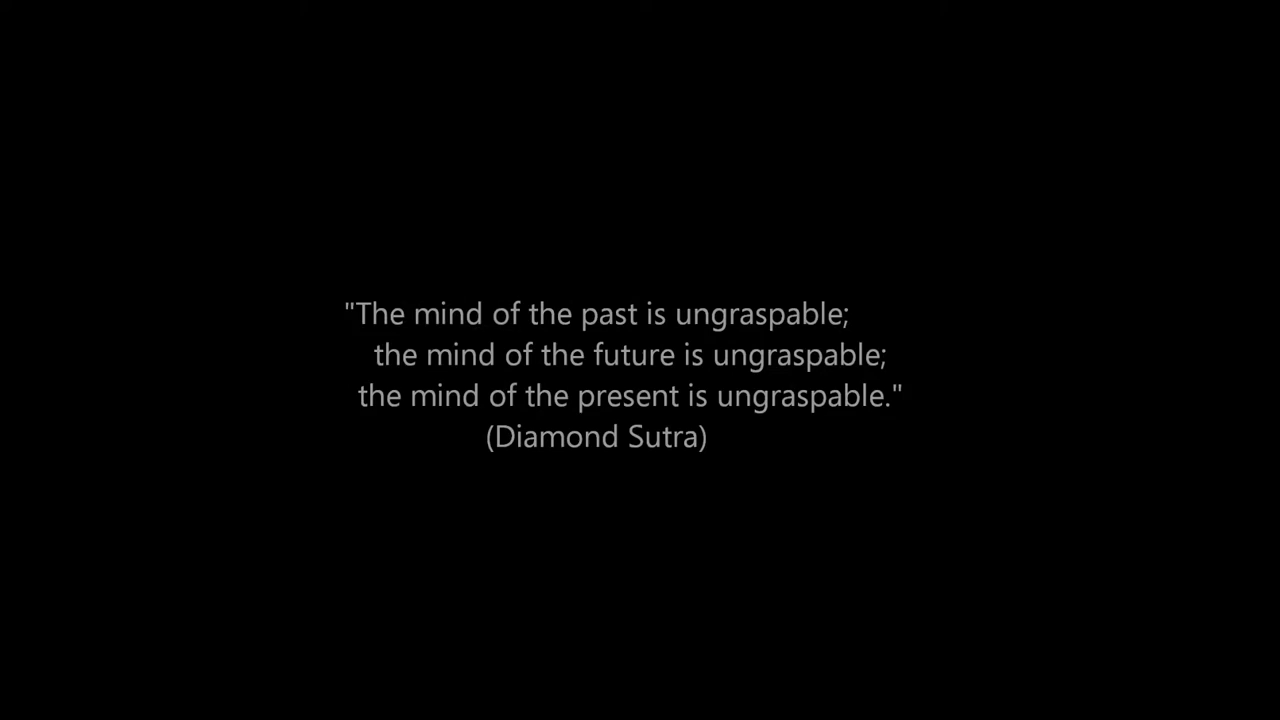 "The mind of the past is ungraspable;
the mind of the future is ungraspable;
the mind of the present is ungraspable."
(Diamond Sutra)